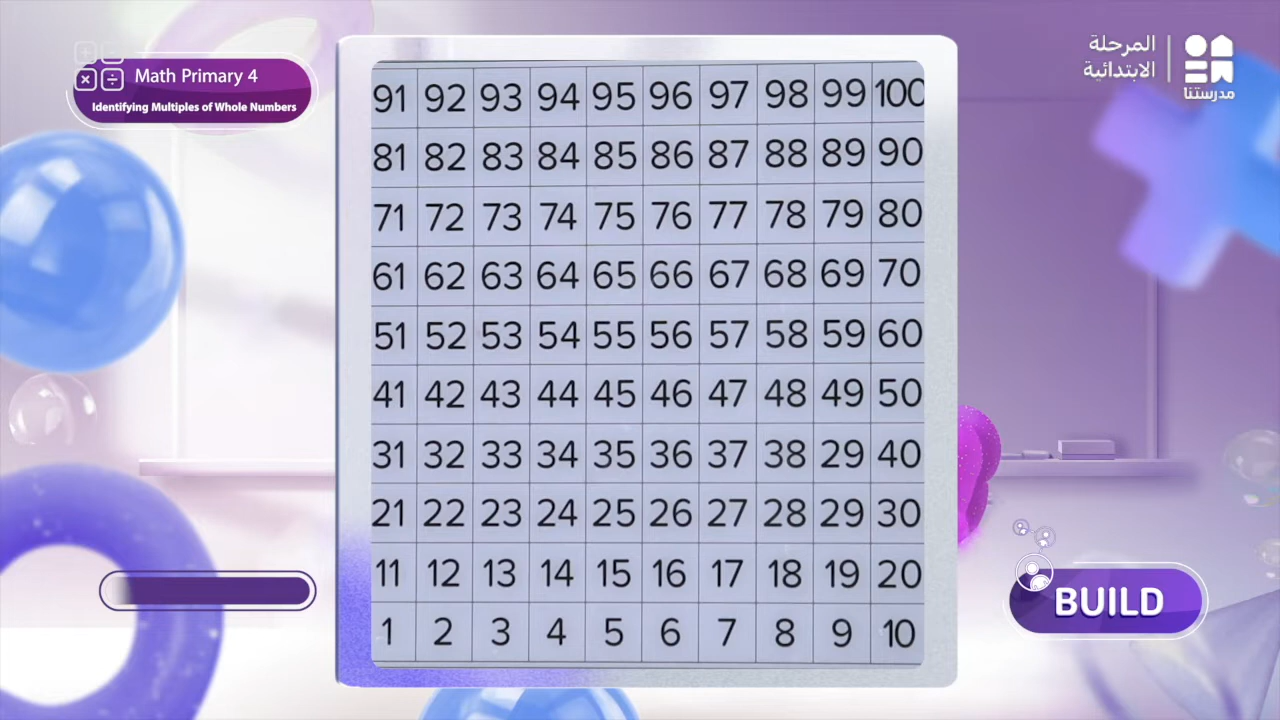 Math Primary 4
Identifying Multiples of Whole Numbers
المرحلة
الابتدائية
مدرستنا
91 92 93 94 95 96 97 98 99 100
81 82 83 84 85 86 87 88 89 90
71 72 73 74 75 76 77 78 79 80
61 62 63 64 65 66 67 68 69 70
51 52 53 54 55 56 57 58 59 60
41 42 43 44 45 46 47 48 49 50
31 32 33 34 35 36 37 38 29 40
21 22 23 24 25 26 27 28 29 30
11 12 13 14 15 16 17 18 19 20
1 2 3 4 5 6 7 8 9 10
BUILD